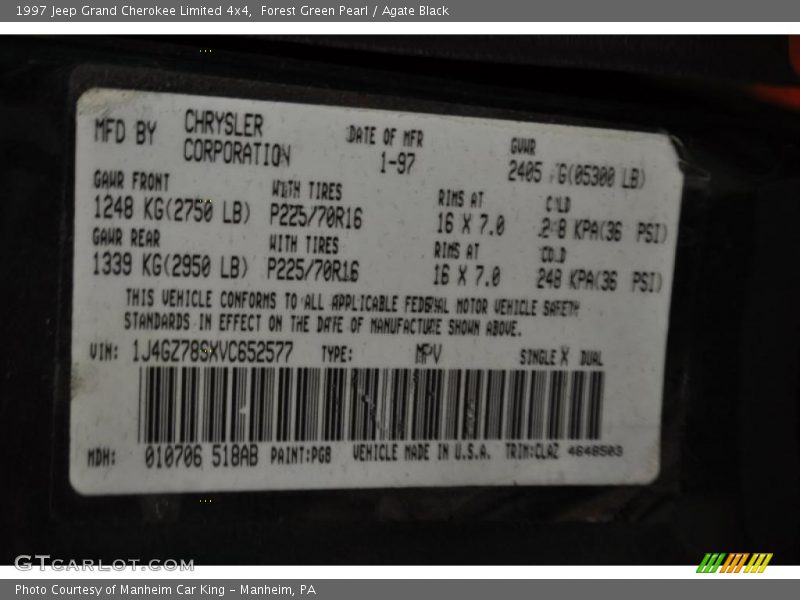 1997 Jeep Grand Cherokee Limited 4x4, Forest Green Pearl / Agate Black
MFD BY CHRYSLER CORPORATION
DATE OF MFR 1-97
GVWR 2405 KG(05300 LB)
GAWR FRONT WITH TIRES RIMS AT COLD
1248 KG(2750 LB) P225/70R16 16 X 7.0 248 KPA(36 PSI)
GAWR REAR WITH TIRES RIMS AT COLD
1339 KG(2950 LB) P225/70R16 16 X 7.0 248 KPA(36 PSI)
THIS VEHICLE CONFORMS TO ALL APPLICABLE FEDERAL MOTOR VEHICLE SAFETY
STANDARDS IN EFFECT ON THE DATE OF MANUFACTURE SHOWN ABOVE.
VIN: 1J4GZ78SXVC652577 TYPE: MPV SINGLE X DUAL
MDH: 010706 518AB PAINT:PG8 VEHICLE MADE IN U.S.A. TRIM:CLAZ 4648503
GTcarlot.com
Photo Courtesy of Manheim Car King - Manheim, PA